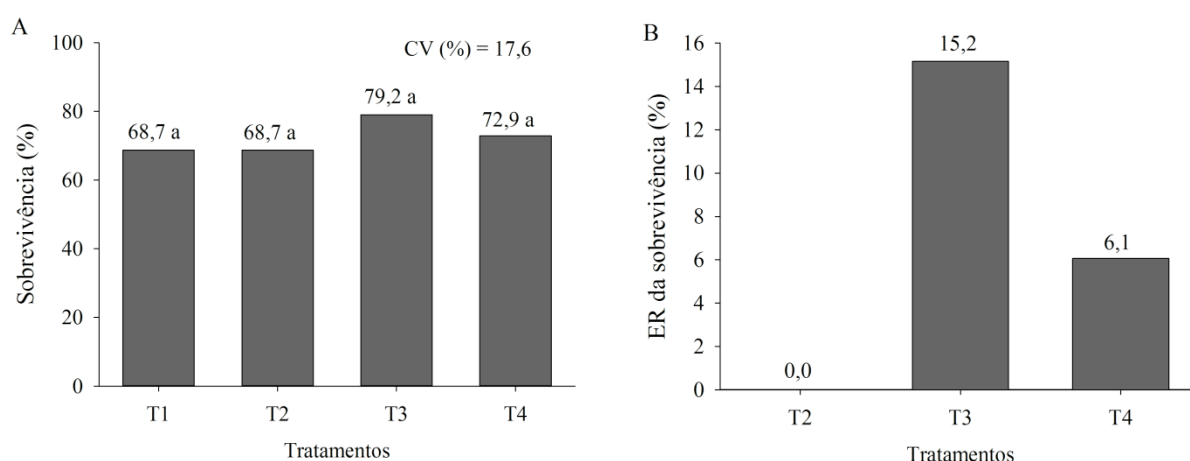 A
Sobrevivência (%)
100
80
60
40
20
0
CV (%) = 17,6
68,7 a
68,7 a
79,2 a
72,9 a
T1
T2
T3
T4
Tratamentos
B
ER da sobrevivência (%)
16
14
12
10
8
6
4
2
0
0,0
15,2
6,1
T2
T3
T4
Tratamentos